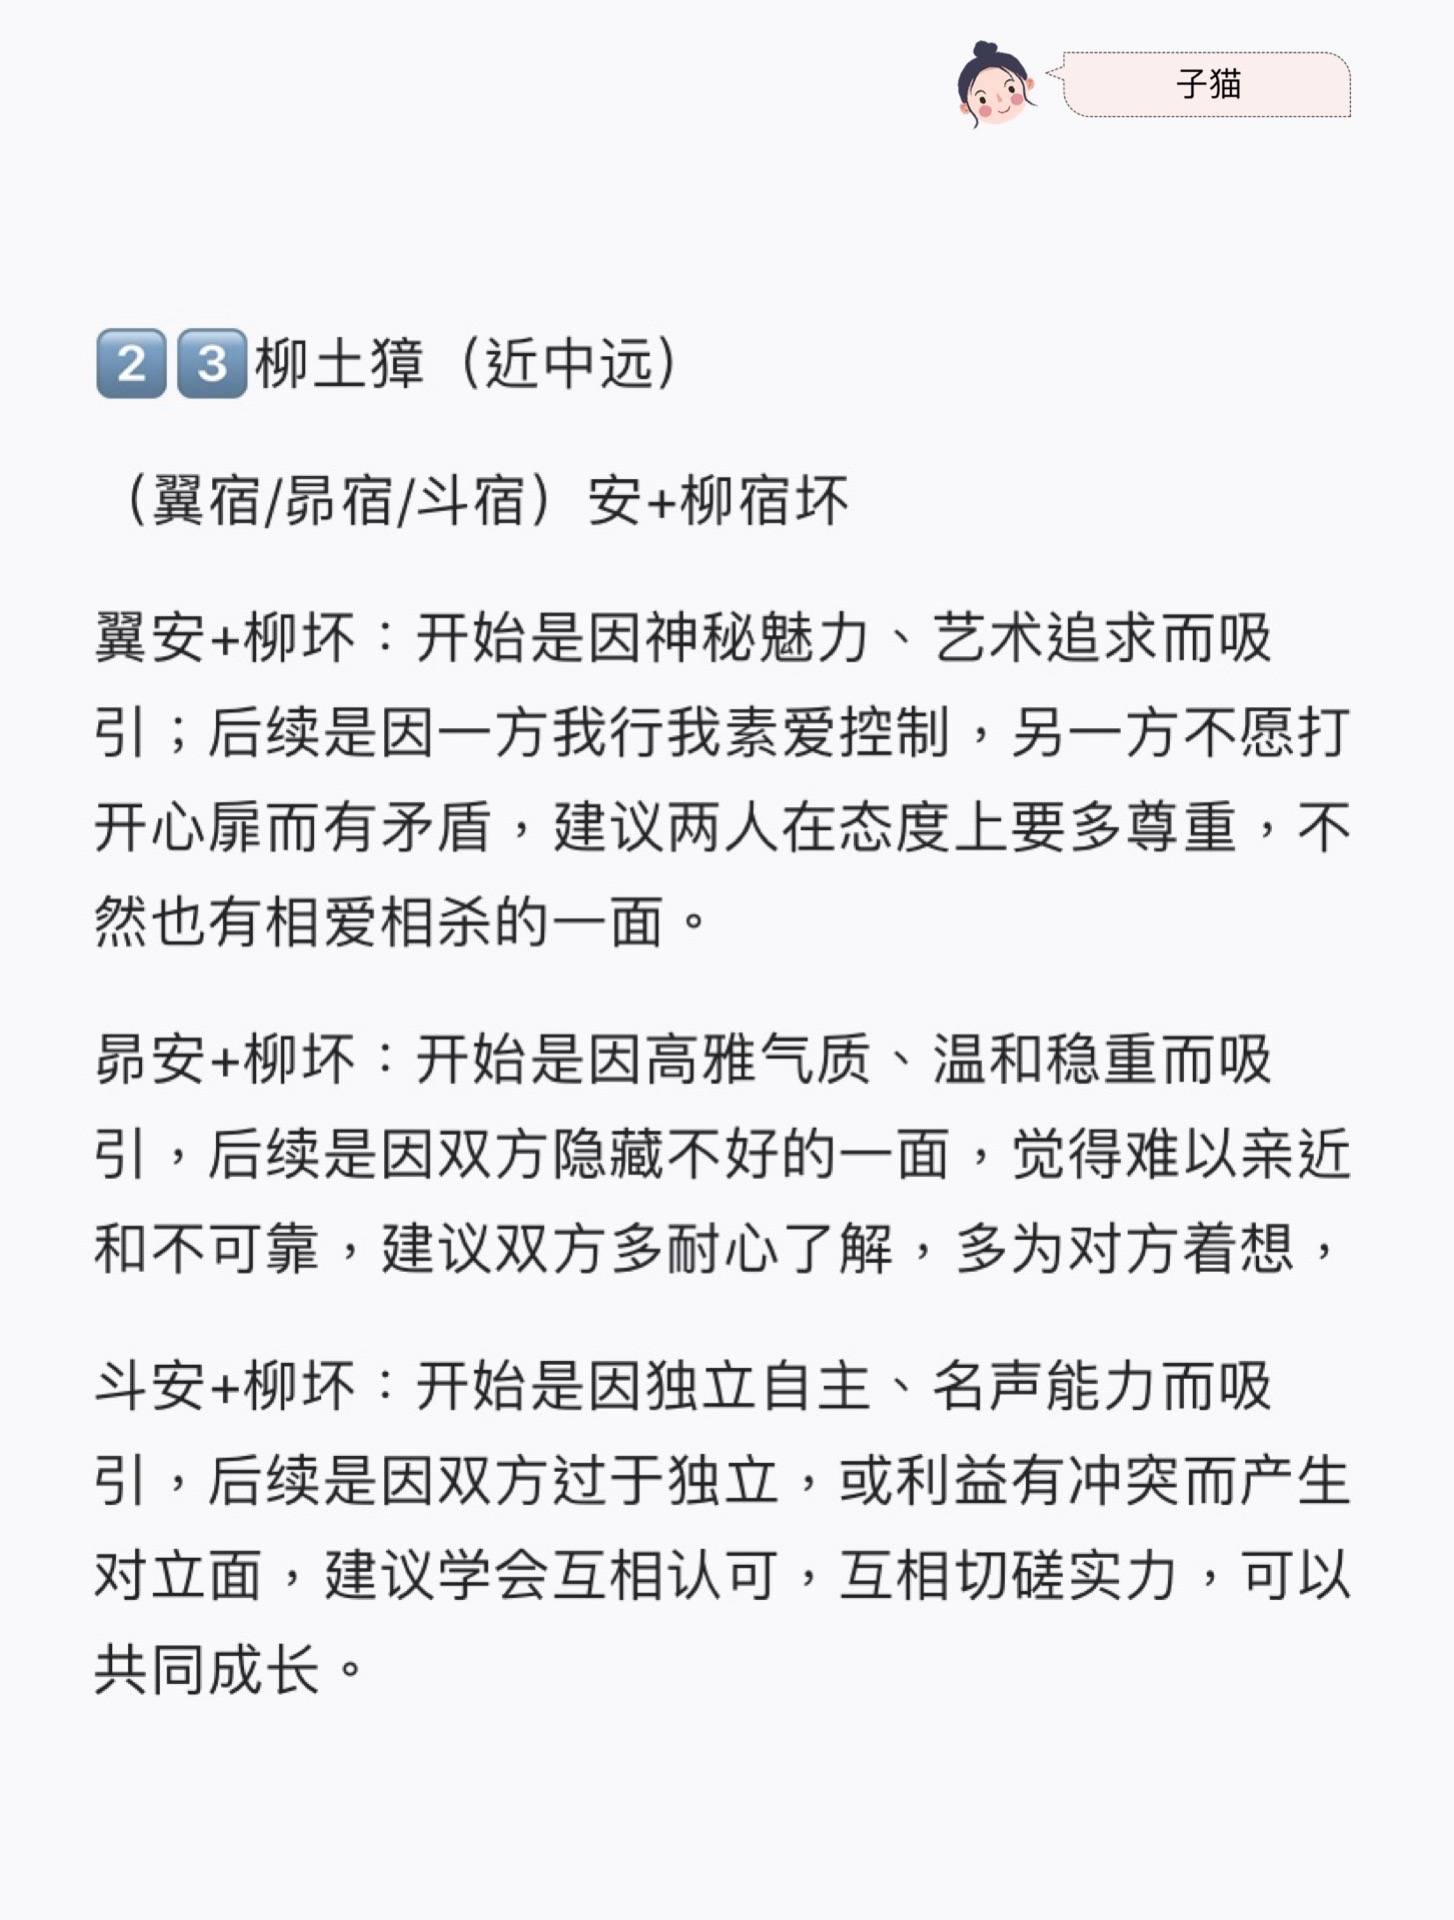 子猫
23柳土獐（近中远）
（翼宿/昴宿/斗宿）安+柳宿坏
翼安+柳坏：开始是因神秘魅力、艺术追求而吸
引；后续是因一方我行我素爱控制，另一方不愿打
开心扉而有矛盾，建议两人在态度上要多尊重，不
然也有相爱相杀的一面。
昴安+柳坏：开始是因高雅气质、温和稳重而吸
引，后续是因双方隐藏不好的一面，觉得难以亲近
和不可靠，建议双方多耐心了解，多为对方着想，
斗安+柳坏：开始是因独立自主、名声能力而吸
引，后续是因双方过于独立，或利益有冲突而产生
对立面，建议学会互相认可，互相切磋实力，可以
共同成长。